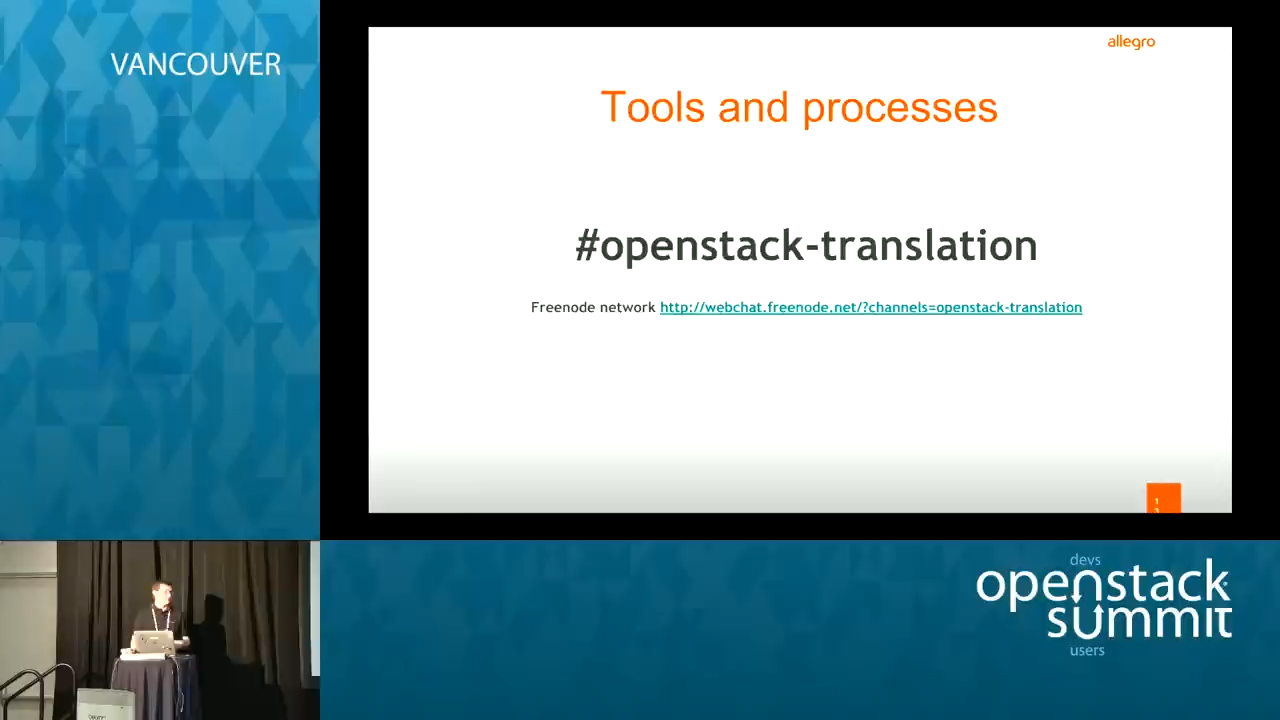 VANCOUVER
allegro
Tools and processes
#openstack-translation
Freenode network http://webchat.freenode.net/?channels=openstack-translation
devs
openstack
summit
users